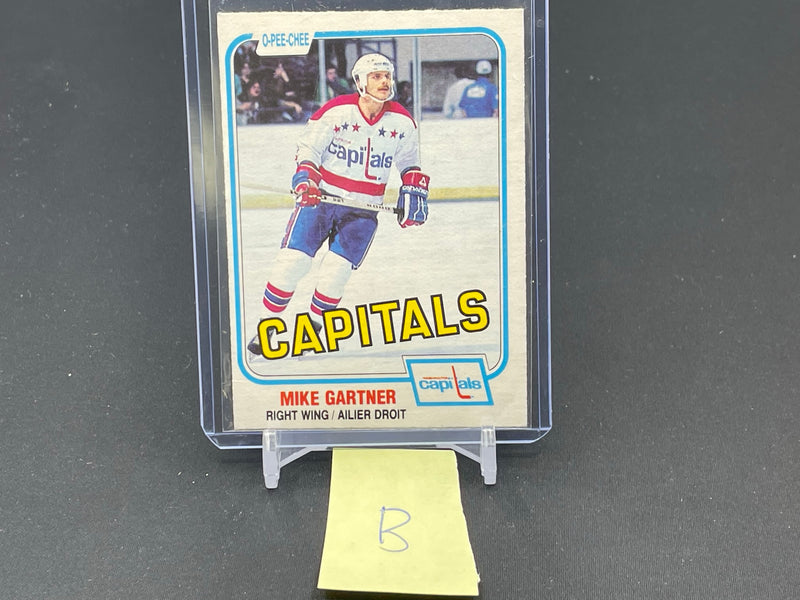 O-PEE-CHEE
capitals
CAPITALS
capitals
MIKE GARTNER
RIGHT WING / AILIER DROIT
B